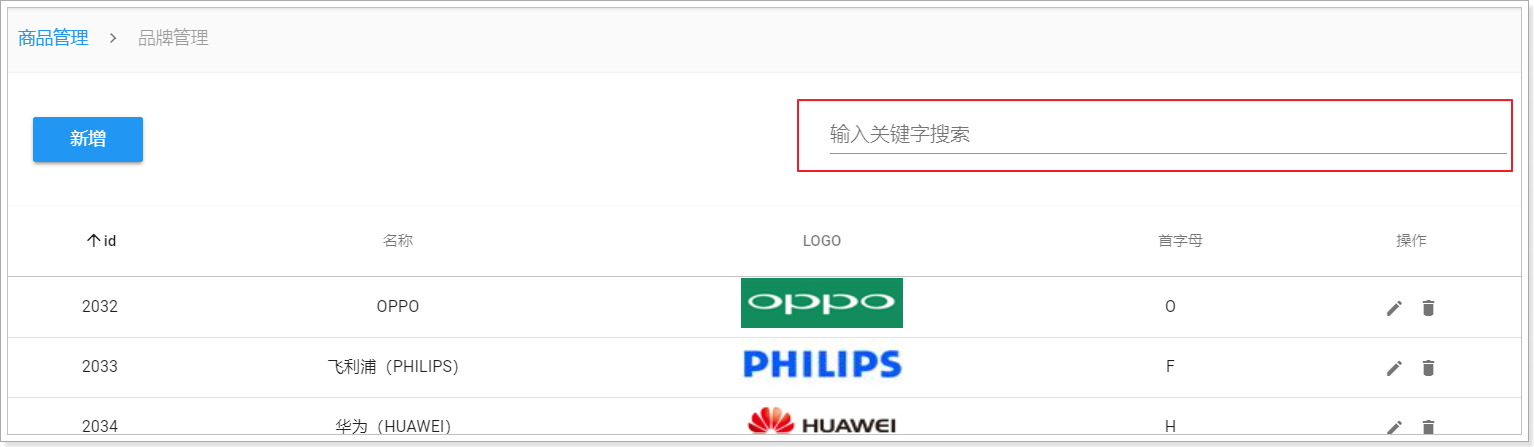 商品管理 > 品牌管理
新增
输入关键字搜索
id 名称 LOGO 首字母 操作
2032 OPPO oppo O
2033 飞利浦（PHILIPS） PHILIPS F
2034 华为（HUAWEI） HUAWEI H